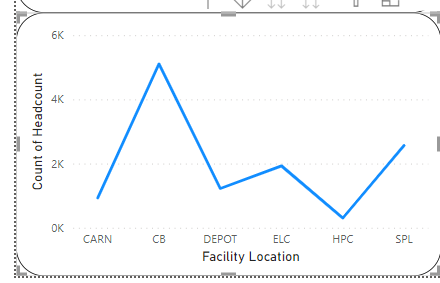 6K
4K
2K
0K
Count of Headcount
CARN CB DEPOT ELC HPC SPL
Facility Location